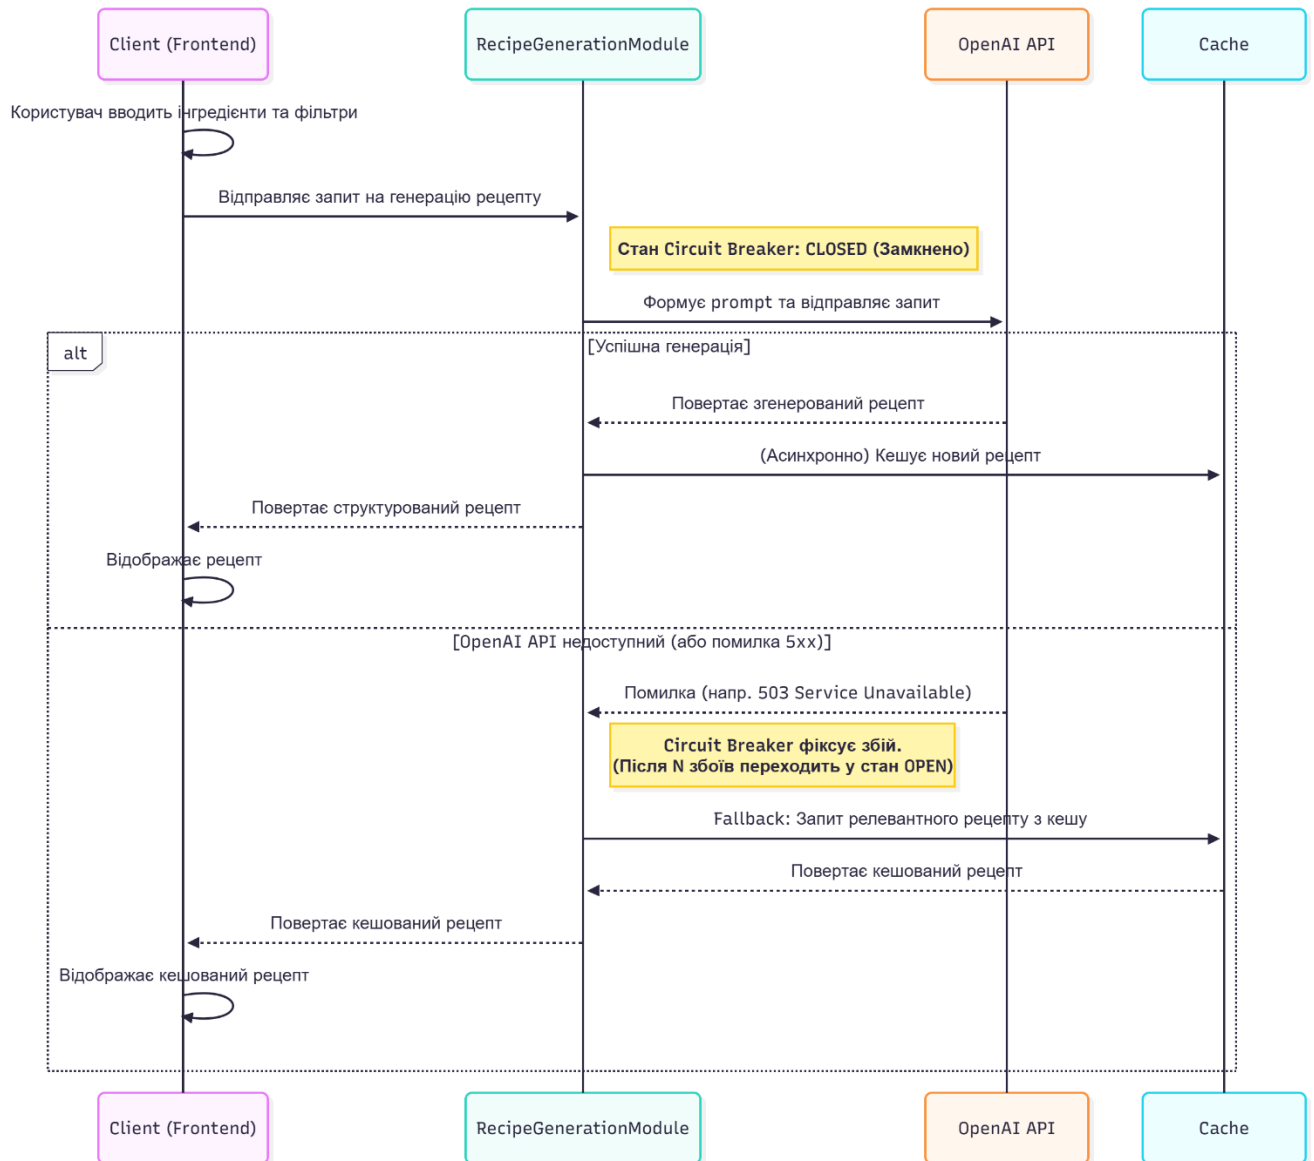 Client (Frontend)
RecipeGenerationModule
OpenAI API
Cache
Користувач вводить інгредієнти та фільтри
Відправляє запит на генерацію рецепту
Стан Circuit Breaker: CLOSED (Замкнено)
Формує prompt та відправляє запит
alt
[Успішна генерація]
Повертає згенерований рецепт
(Асинхронно) Кешує новий рецепт
Повертає структурований рецепт
Відображає рецепт
[OpenAI API недоступний (або помилка 5xx)]
Помилка (напр. 503 Service Unavailable)
Circuit Breaker фіксує збій.
(Після N збоїв переходить у стан OPEN)
Fallback: Запит релевантного рецепту з кешу
Повертає кешований рецепт
Повертає кешований рецепт
Відображає кешований рецепт
Client (Frontend)
RecipeGenerationModule
OpenAI API
Cache